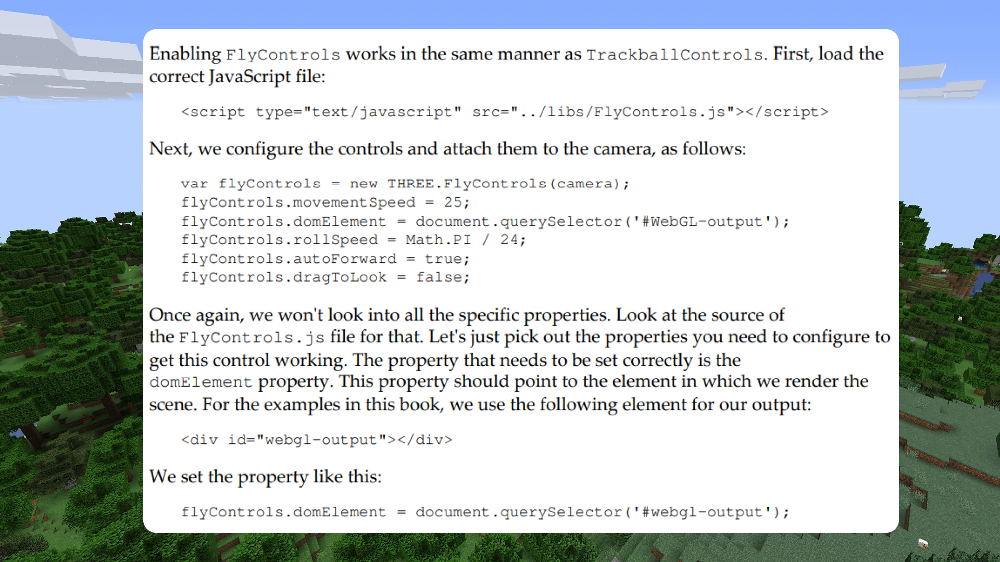 Enabling FlyControls works in the same manner as TrackballControls. First, load the
correct JavaScript file:
<script type="text/javascript" src="../libs/FlyControls.js"></script>
Next, we configure the controls and attach them to the camera, as follows:
var flyControls = new THREE.FlyControls(camera);
flyControls.movementSpeed = 25;
flyControls.domElement = document.querySelector('#WebGL-output');
flyControls.rollSpeed = Math.PI / 24;
flyControls.autoForward = true;
flyControls.dragToLook = false;
Once again, we won't look into all the specific properties. Look at the source of
the FlyControls.js file for that. Let's just pick out the properties you need to configure to
get this control working. The property that needs to be set correctly is the
domElement property. This property should point to the element in which we render the
scene. For the examples in this book, we use the following element for our output:
<div id="webgl-output"></div>
We set the property like this:
flyControls.domElement = document.querySelector('#webgl-output');